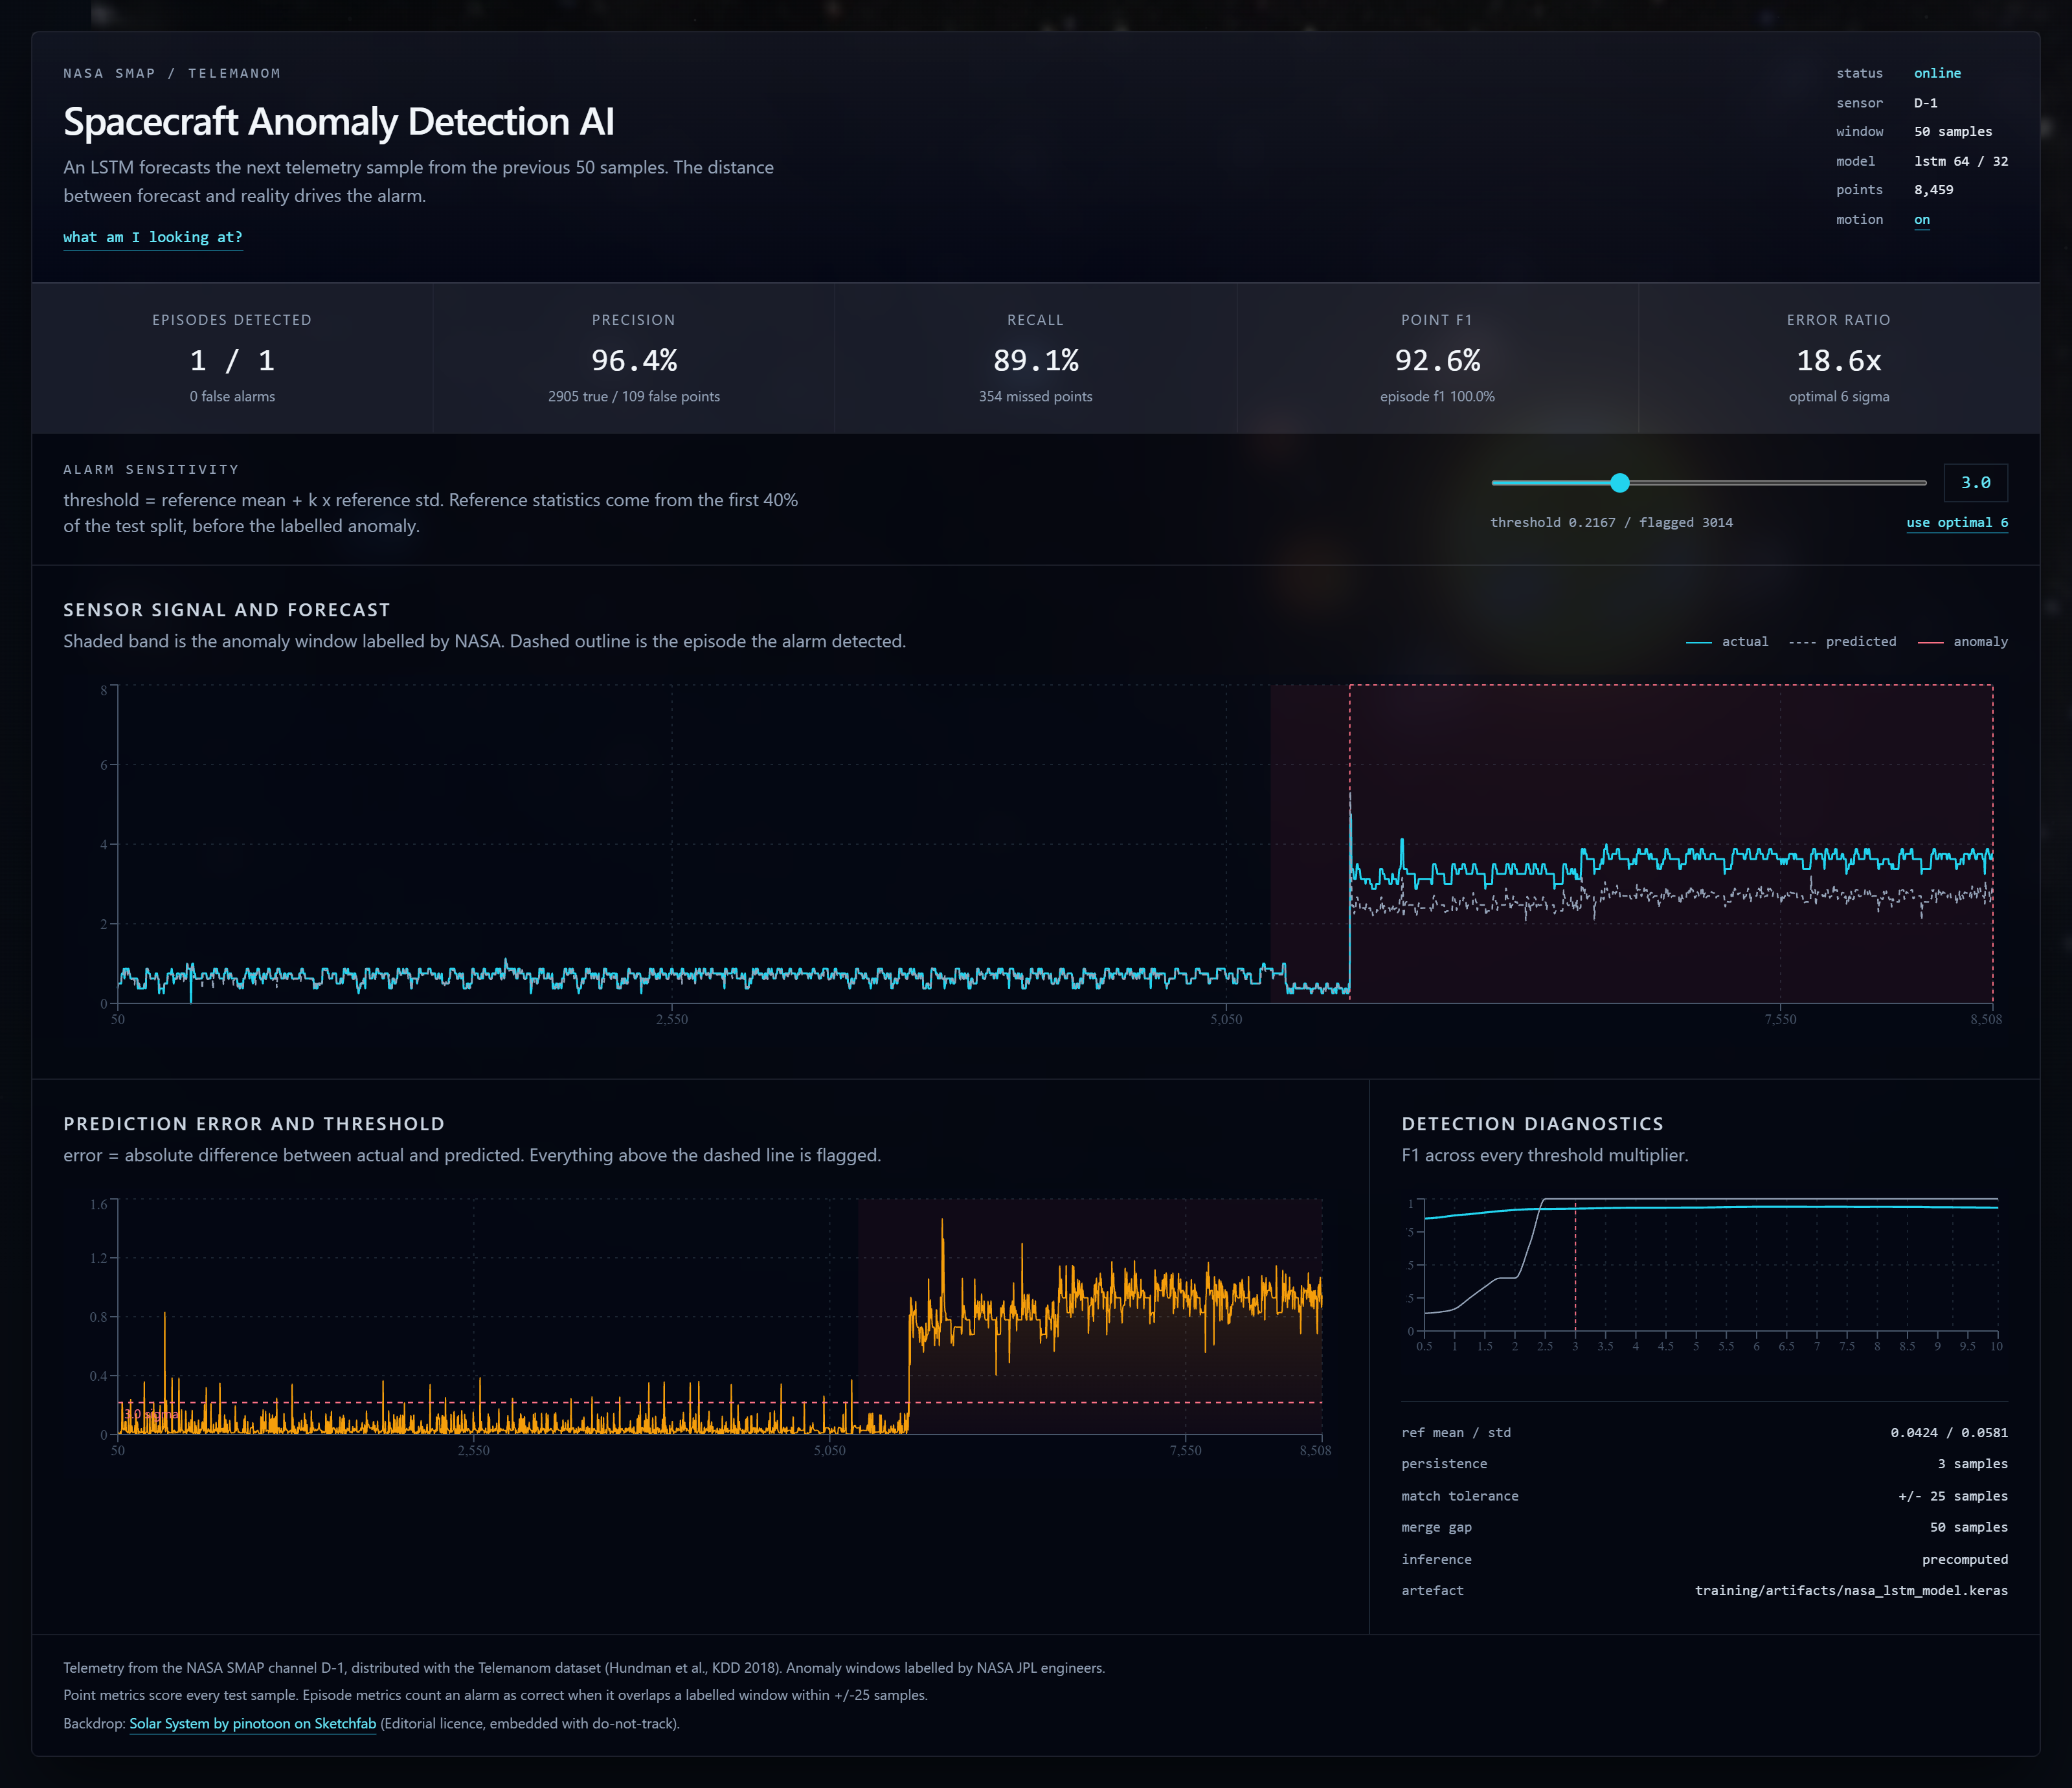 NASA SMAP / TELEMANOM
Spacecraft Anomaly Detection AI
An LSTM forecasts the next telemetry sample from the previous 50 samples. The distance
between forecast and reality drives the alarm.
what am I looking at?
status online
sensor D-1
window 50 samples
model lstm 64 / 32
points 8,459
motion on
EPISODES DETECTED
1 / 1
0 false alarms
PRECISION
96.4%
2905 true / 109 false points
RECALL
89.1%
354 missed points
POINT F1
92.6%
episode f1 100.0%
ERROR RATIO
18.6x
optimal 6 sigma
ALARM SENSITIVITY
threshold = reference mean + k x reference std. Reference statistics come from the first 40%
of the test split, before the labelled anomaly.
3.0
threshold 0.2167 / flagged 3014
use optimal 6
SENSOR SIGNAL AND FORECAST
Shaded band is the anomaly window labelled by NASA. Dashed outline is the episode the alarm detected.
actual predicted anomaly
8
6
4
2
0
50 2,550 5,050 7,550 8,508
PREDICTION ERROR AND THRESHOLD
error = absolute difference between actual and predicted. Everything above the dashed line is flagged.
1.6
1.2
0.8
0.4
3.0 sigma
0
50 2,550 5,050 7,550 8,508
DETECTION DIAGNOSTICS
F1 across every threshold multiplier.
1
5
5
5
0
0.5 1 1.5 2 2.5 3 3.5 4 4.5 5 5.5 6 6.5 7 7.5 8 8.5 9 9.5 10
ref mean / std 0.0424 / 0.0581
persistence 3 samples
match tolerance +/- 25 samples
merge gap 50 samples
inference precomputed
artefact training/artifacts/nasa_lstm_model.keras
Telemetry from the NASA SMAP channel D-1, distributed with the Telemanom dataset (Hundman et al., KDD 2018). Anomaly windows labelled by NASA JPL engineers.
Point metrics score every test sample. Episode metrics count an alarm as correct when it overlaps a labelled window within +/-25 samples.
Backdrop: Solar System by pinotoon on Sketchfab (Editorial licence, embedded with do-not-track).